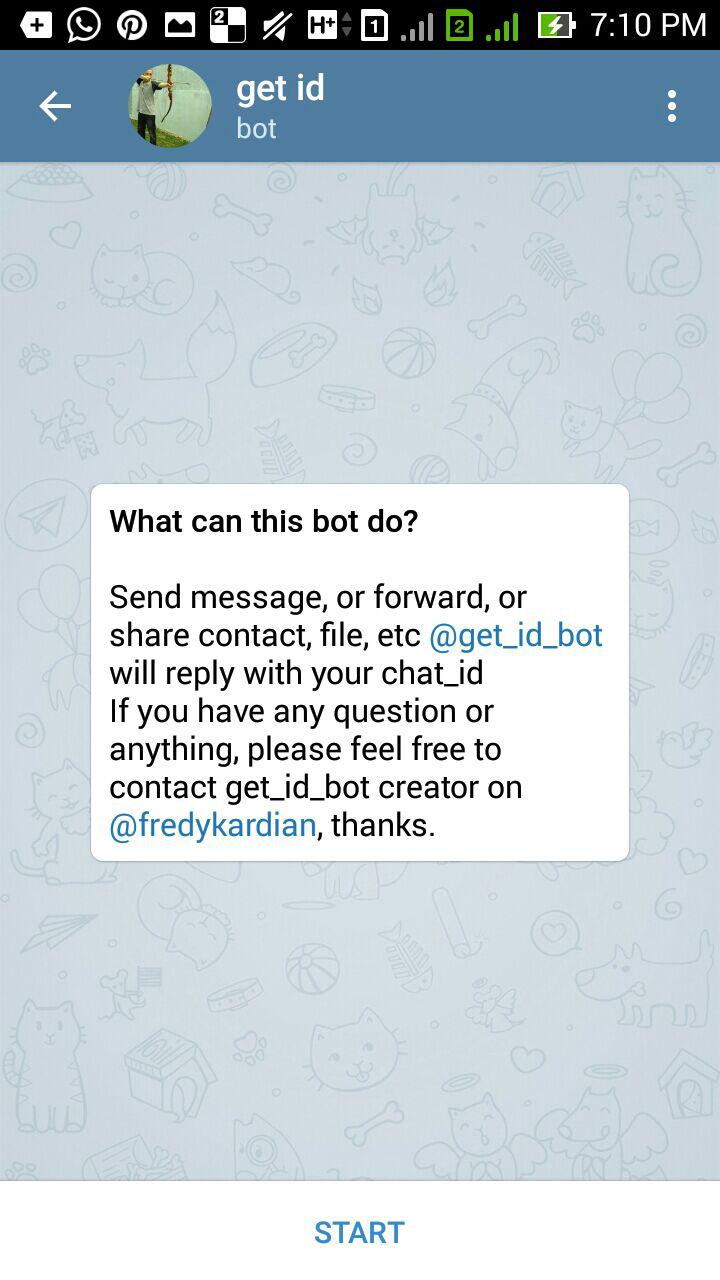 2 H+ 1 2 7:10 PM
get id
bot
What can this bot do?
Send message, or forward, or
share contact, file, etc @get_id_bot
will reply with your chat_id
If you have any question or
anything, please feel free to
contact get_id_bot creator on
@fredykardian, thanks.
START